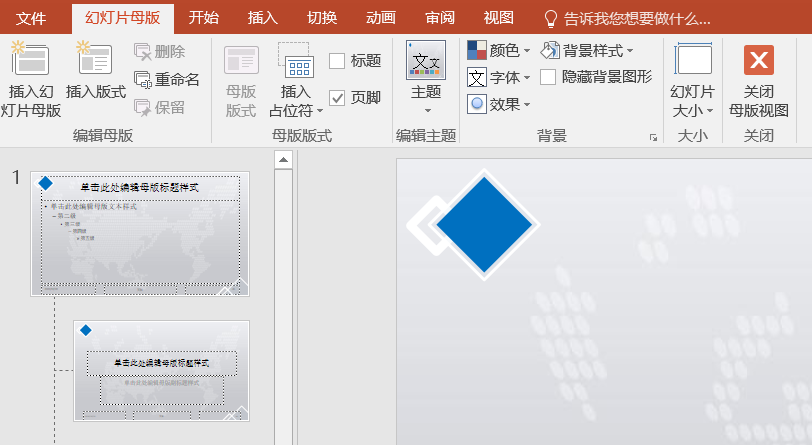 文件 幻灯片母版 开始 插入 切换 动画 审阅 视图 告诉我您想要做什么...
插入幻灯片母版
插入版式
删除
重命名
保留
编辑母版
母版版式
插入占位符
标题
页脚
母版版式
主题
编辑主题
颜色
字体
效果
背景样式
隐藏背景图形
背景
幻灯片大小
大小
关闭母版视图
关闭
1
单击此处编辑母版标题样式
单击此处编辑母版文本样式
第二级
第三级
第四级
第五级
单击此处编辑母版标题样式
单击此处编辑母版副标题样式